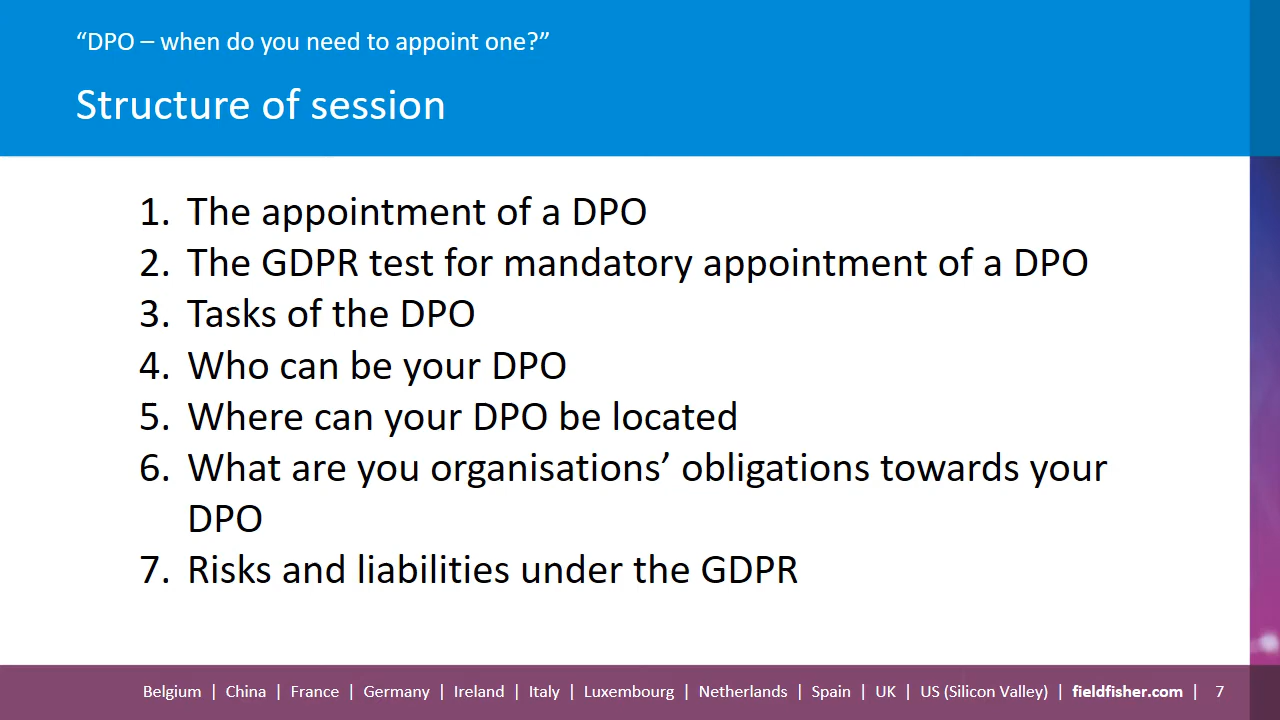 “DPO – when do you need to appoint one?”
Structure of session
1. The appointment of a DPO
2. The GDPR test for mandatory appointment of a DPO
3. Tasks of the DPO
4. Who can be your DPO
5. Where can your DPO be located
6. What are you organisations’ obligations towards your
DPO
7. Risks and liabilities under the GDPR
Belgium | China | France | Germany | Ireland | Italy | Luxembourg | Netherlands | Spain | UK | US (Silicon Valley) | fieldfisher.com | 7